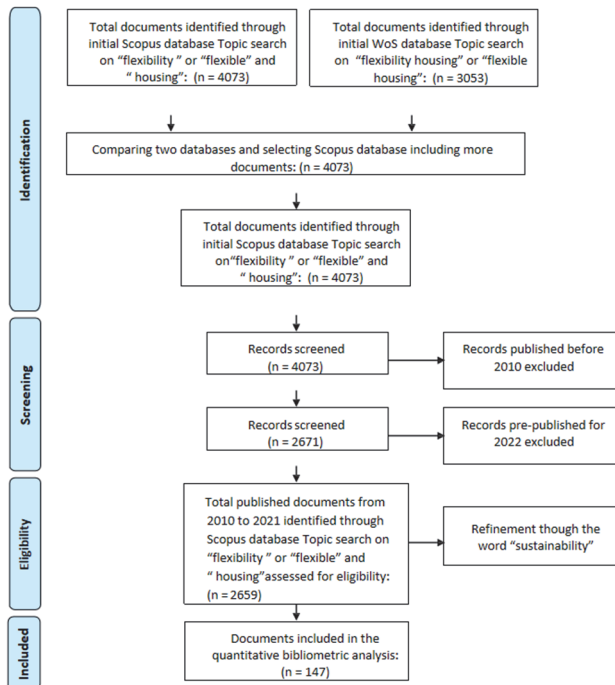 Identification
Total documents identified through
initial Scopus database Topic search
on “flexibility ” or “flexible” and
“ housing”: (n = 4073)
Total documents identified through
initial WoS database Topic search
on “flexibility housing” or “flexible
housing”: (n = 3053)
Comparing two databases and selecting Scopus database including more
documents: (n = 4073)
Total documents identified through
initial Scopus database Topic search
on“flexibility ” or “flexible” and
“ housing”: (n = 4073)
Screening
Records screened
(n = 4073)
Records published before
2010 excluded
Records screened
(n = 2671)
Records pre-published for
2022 excluded
Eligibility
Total published documents from
2010 to 2021 identified through
Scopus database Topic search on
“flexibility ” or “flexible” and
“ housing”assessed for eligibility:
(n = 2659)
Refinement though the
word “sustainability”
Included
Documents included in the
quantitative bibliometric analysis:
(n = 147)